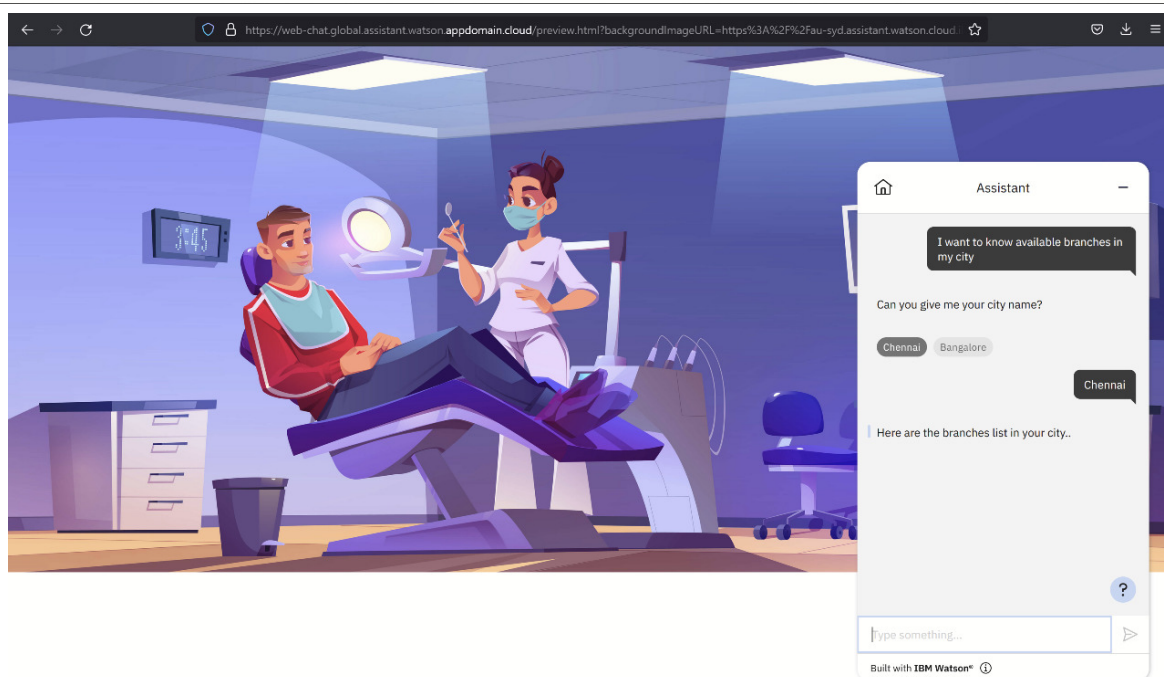 https://web-chat.global.assistant.watson.appdomain.cloud/preview.html?backgroundImageURL=https%3A%2F%2Fau-syd.assistant.watson.cloud.
3:45
Assistant
I want to know available branches in
my city
Can you give me your city name?
Chennai Bangalore
Chennai
Here are the branches list in your city..
?
Type something...
Built with IBM Watson®